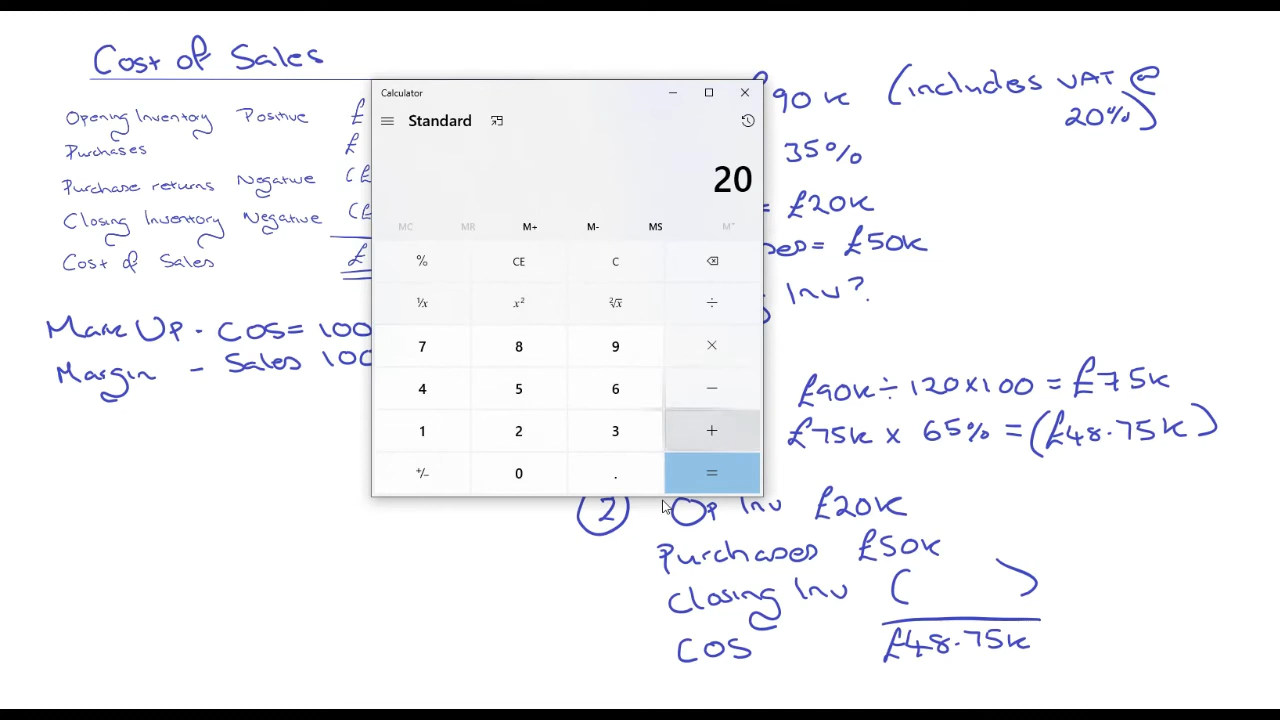 Cost of Sales
Opening Inventory Positive £
Purchases £
Purchase returns Negative (£
Closing Inventory Negative (£
Cost of Sales £
Mark Up - COS = 100
Margin - Sales 100
Calculator
Standard
20
MC MR M+ M- MS M˅
% CE C
¹/x x² ²√x ÷
7 8 9 ×
4 5 6 −
1 2 3 +
+/- 0 . =
£90k (includes VAT @
20%)
35%
= £20k
= £50k
Inv?
£90k ÷ 120 x 100 = £75k
£75k x 65% = (£48.75k)
2 Op Inv £20k
Purchases £50k
Closing Inv ( )
COS £48.75k